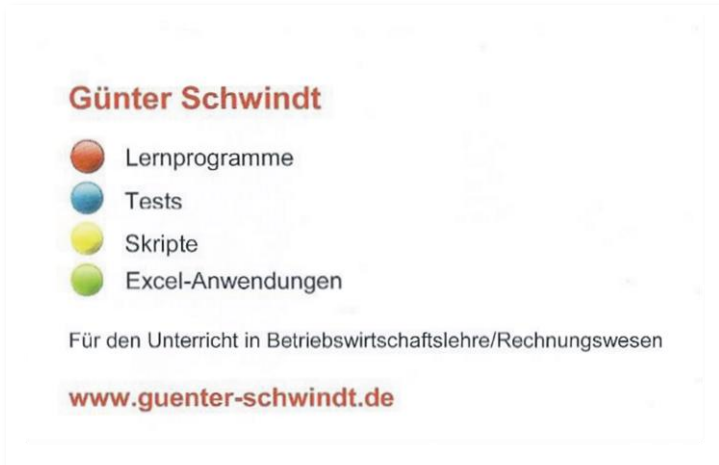 Günter Schwindt
Lernprogramme
Tests
Skripte
Excel-Anwendungen
Für den Unterricht in Betriebswirtschaftslehre/Rechnungswesen
www.guenter-schwindt.de